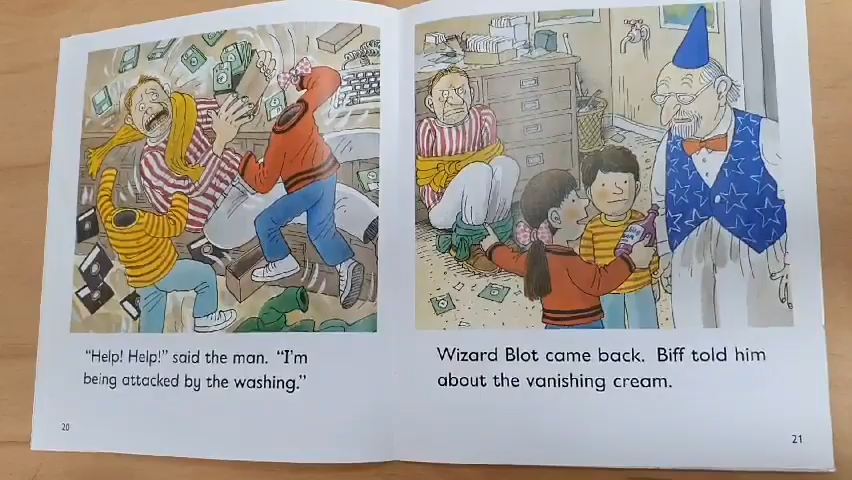 "Help! Help!" said the man. "I'm
being attacked by the washing."
20
Wizard Blot came back. Biff told him
about the vanishing cream.
21